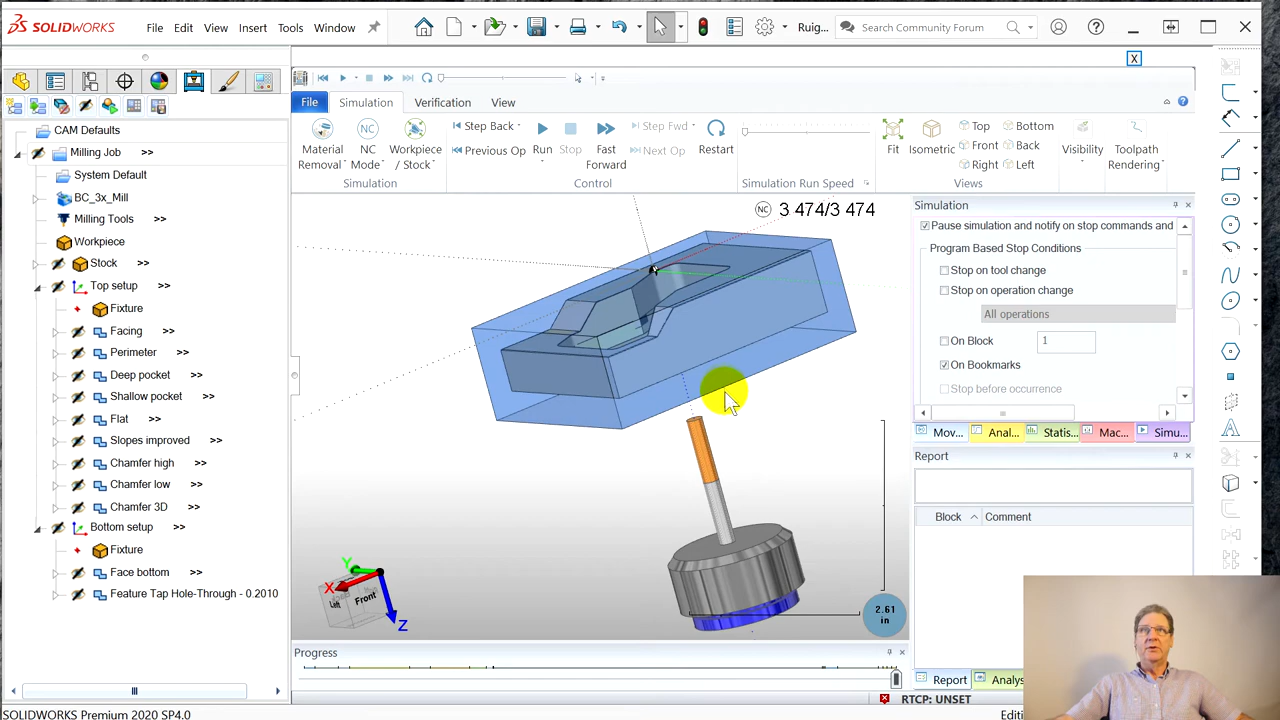 SOLIDWORKS File Edit View Insert Tools Window Ruig... Search Community Forum
X
File Simulation Verification View
Material Removal NC Mode Workpiece / Stock
Simulation
Step Back Previous Op Run Stop Fast Forward Step Fwd Next Op Restart
Control
Simulation Run Speed
Fit Isometric Top Front Right Bottom Back Left
Views
Visibility Toolpath Rendering
CAM Defaults
Milling Job >>
System Default
BC_3x_Mill
Milling Tools >>
Workpiece
Stock >>
Top setup >>
Fixture
Facing >>
Perimeter >>
Deep pocket >>
Shallow pocket >>
Flat >>
Slopes improved >>
Chamfer high >>
Chamfer low >>
Chamfer 3D >>
Bottom setup >>
Fixture
Face bottom >>
Feature Tap Hole-Through - 0.2010
NC 3 474/3 474
Y
X
Z
Left Front
2.61
in
Simulation
Pause simulation and notify on stop commands and
Program Based Stop Conditions
Stop on tool change
Stop on operation change
All operations
On Block 1
On Bookmarks
Stop before occurrence
Mov... Anal... Statis... Mac... Simu...
Report
Block Comment
Progress
Report Analys
RTCP: UNSET
SOLIDWORKS Premium 2020 SP4.0
Editi